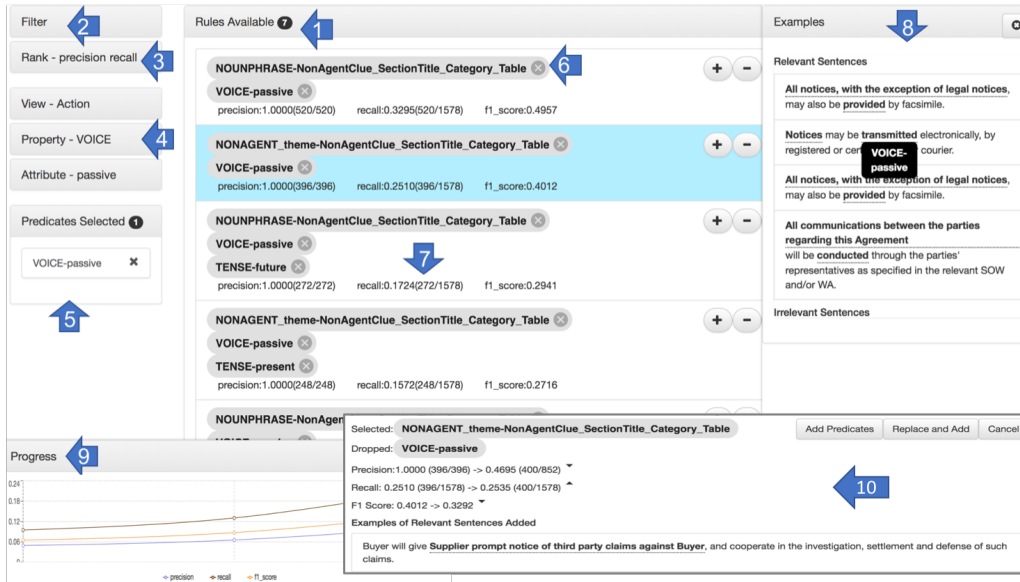 Filter
2
Rank - precision recall
3
View - Action
Property - VOICE
4
Attribute - passive
Predicates Selected 1
VOICE-passive ✖
5
Rules Available 7
1
NOUNPHRASE-NonAgentClue_SectionTitle_Category_Table
6
VOICE-passive
precision:1.0000(520/520) recall:0.3295(520/1578) f1_score:0.4957
+ -
NONAGENT_theme-NonAgentClue_SectionTitle_Category_Table
VOICE-passive
precision:1.0000(396/396) recall:0.2510(396/1578) f1_score:0.4012
+ -
NOUNPHRASE-NonAgentClue_SectionTitle_Category_Table
VOICE-passive
TENSE-future
7
precision:1.0000(272/272) recall:0.1724(272/1578) f1_score:0.2941
+ -
NONAGENT_theme-NonAgentClue_SectionTitle_Category_Table
VOICE-passive
TENSE-present
precision:1.0000(248/248) recall:0.1572(248/1578) f1_score:0.2716
+ -
NOUNPHRASE-NonAgen
Examples
8
Relevant Sentences
All notices, with the exception of legal notices,
may also be provided by facsimile.
Notices may be transmitted electronically, by
registered or cer courier.
VOICE-
passive
All notices, with the exception of legal notices,
may also be provided by facsimile.
All communications between the parties
regarding this Agreement
will be conducted through the parties'
representatives as specified in the relevant SOW
and/or WA.
Irrelevant Sentences
Progress
9
0.24
0.18
0.12
0.06
0
precision recall f1_score
Selected: NONAGENT_theme-NonAgentClue_SectionTitle_Category_Table
Add Predicates Replace and Add Cancel
Dropped: VOICE-passive
Precision:1.0000 (396/396) -> 0.4695 (400/852)
Recall: 0.2510 (396/1578) -> 0.2535 (400/1578)
10
F1 Score: 0.4012 -> 0.3292
Examples of Relevant Sentences Added
Buyer will give Supplier prompt notice of third party claims against Buyer, and cooperate in the investigation, settlement and defense of such
claims.